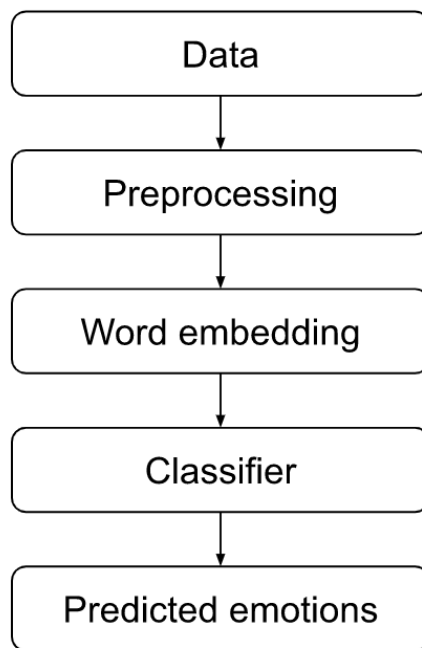 Data
Preprocessing
Word embedding
Classifier
Predicted emotions